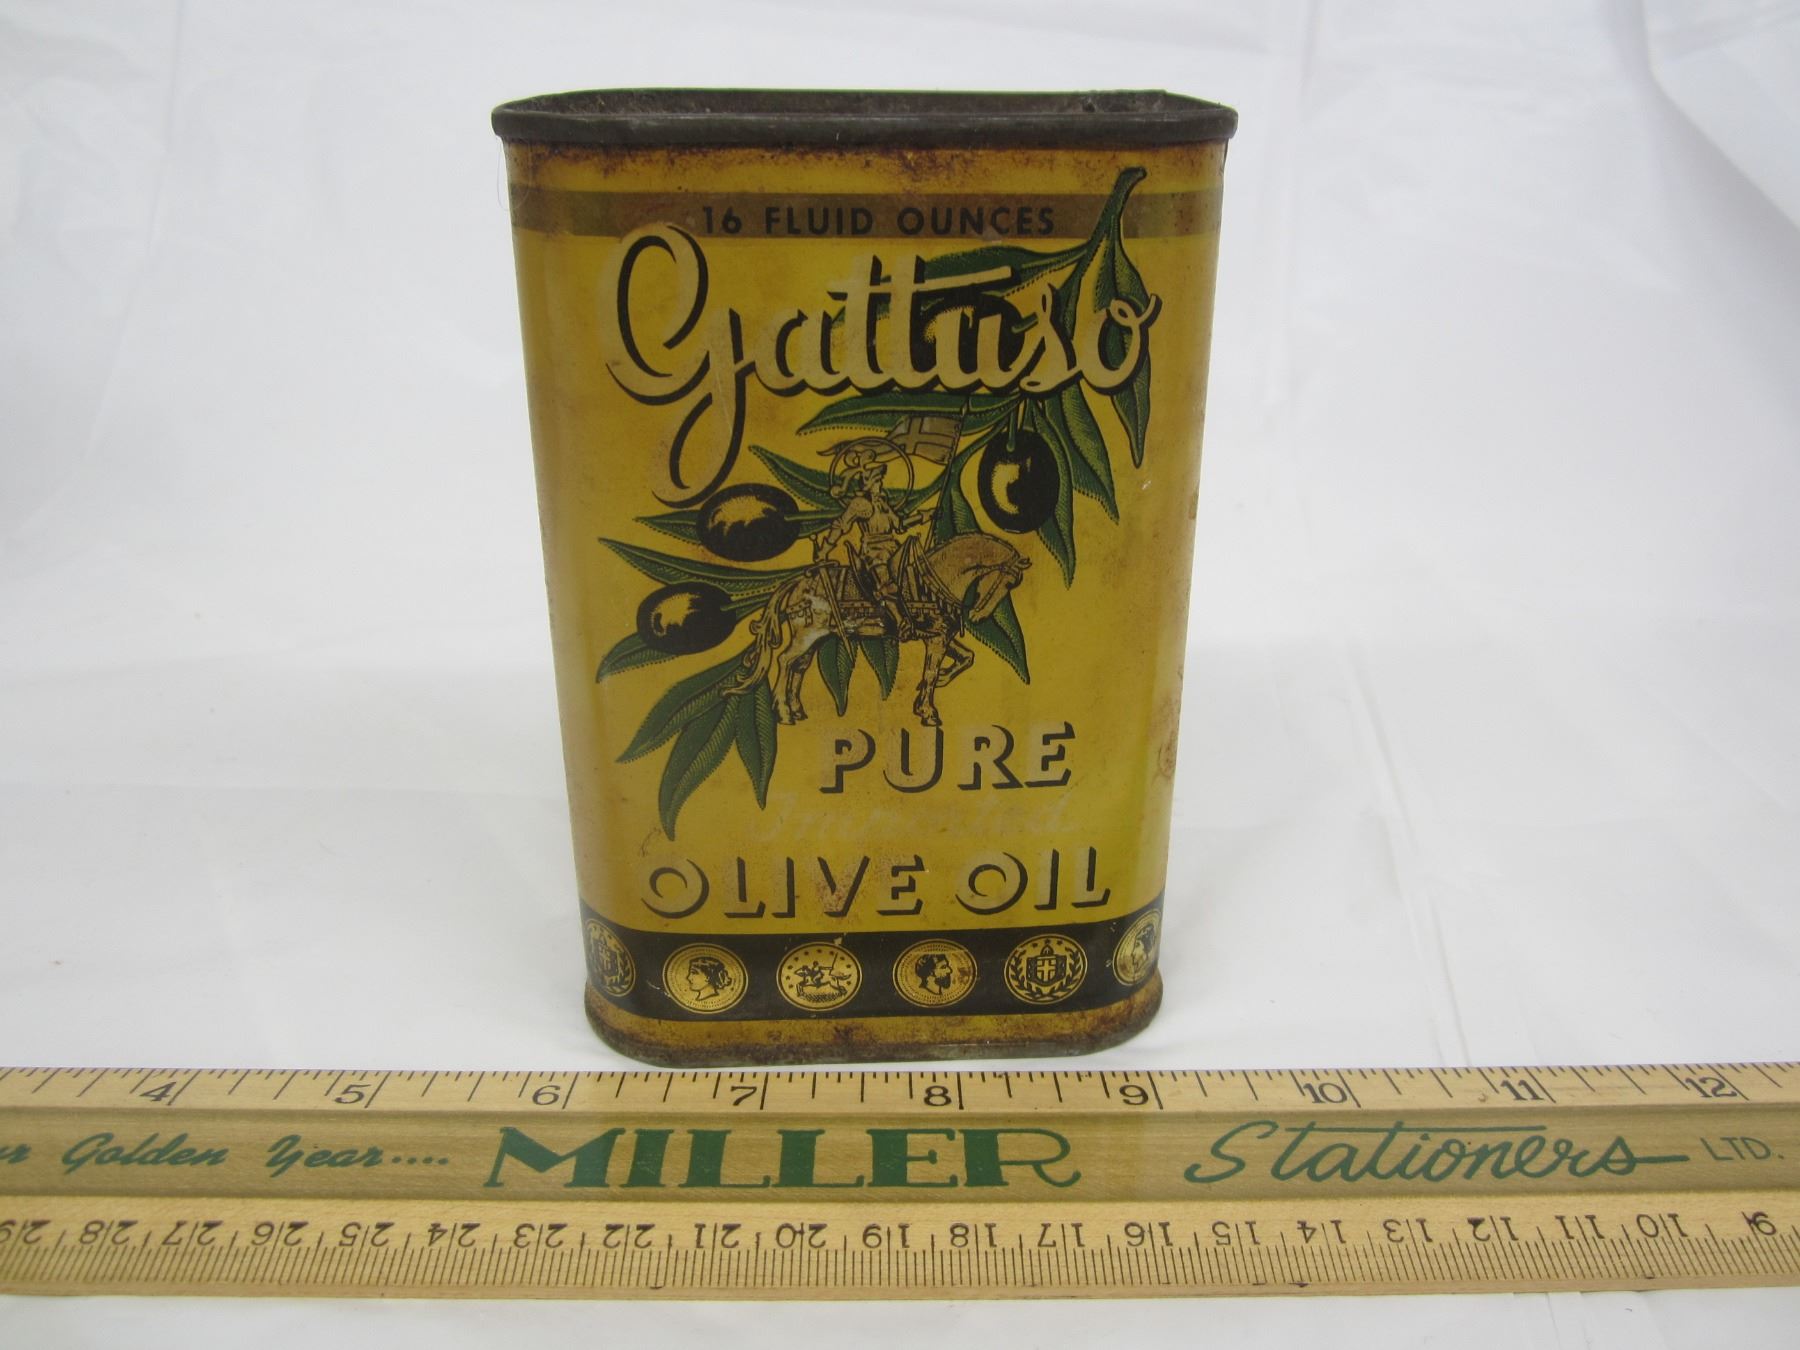 16 FLUID OUNCES
Gattuso
PURE
Imported
OLIVE OIL
4 5 6 7 8 9 10 11 12
ur Golden Year.... MILLER Stationers LTD.
29 28 27 26 25 24 23 22 21 20 19 18 17 16 15 14 13 12 11 10 9